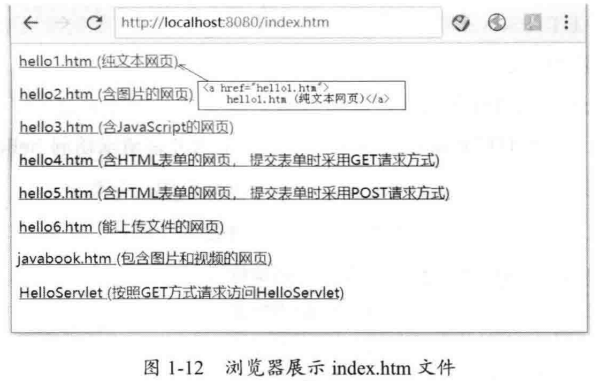 http://localhost:8080/index.htm
hello1.htm (纯文本网页)
<a href="hello1.htm">
hello1.htm (纯文本网页)</a>
hello2.htm (含图片的网页)
hello3.htm (含JavaScript的网页)
hello4.htm (含HTML表单的网页， 提交表单时采用GET请求方式)
hello5.htm (含HTML表单的网页， 提交表单时采用POST请求方式)
hello6.htm (能上传文件的网页)
javabook.htm (包含图片和视频的网页)
HelloServlet (按照GET方式请求访问HelloServlet)
图 1-12 浏览器展示 index.htm 文件